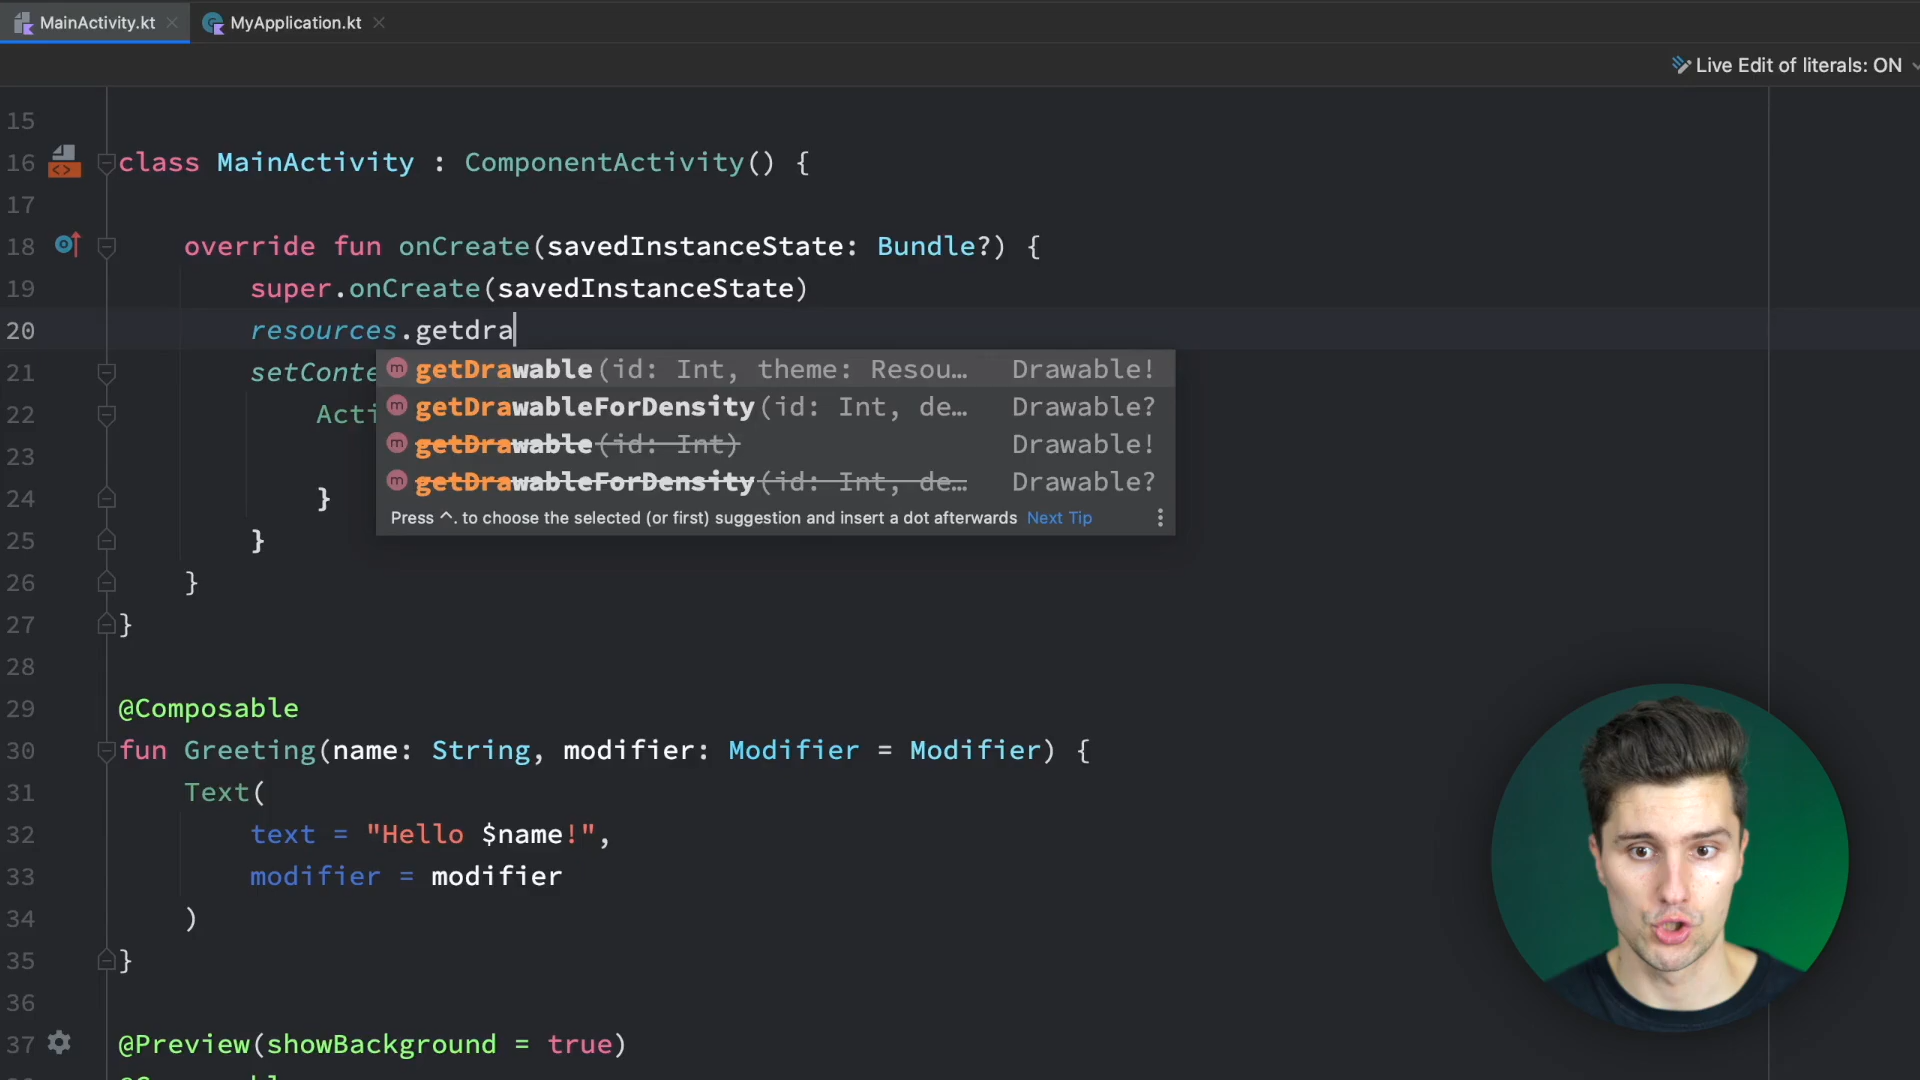 MainActivity.kt
MyApplication.kt
Live Edit of literals: ON
15
16 class MainActivity : ComponentActivity() {
17
18 override fun onCreate(savedInstanceState: Bundle?) {
19 super.onCreate(savedInstanceState)
20 resources.getdra
getDrawable(id: Int, theme: Resou… Drawable!
21 setConte
getDrawableForDensity(id: Int, de… Drawable?
22 Acti
getDrawable(id: Int) Drawable!
23
getDrawableForDensity(id: Int, de… Drawable?
24 }
Press ^. to choose the selected (or first) suggestion and insert a dot afterwards Next Tip
25 }
26 }
27 }
28
29 @Composable
30 fun Greeting(name: String, modifier: Modifier = Modifier) {
31 Text(
32 text = "Hello $name!",
33 modifier = modifier
34 )
35 }
36
37 @Preview(showBackground = true)